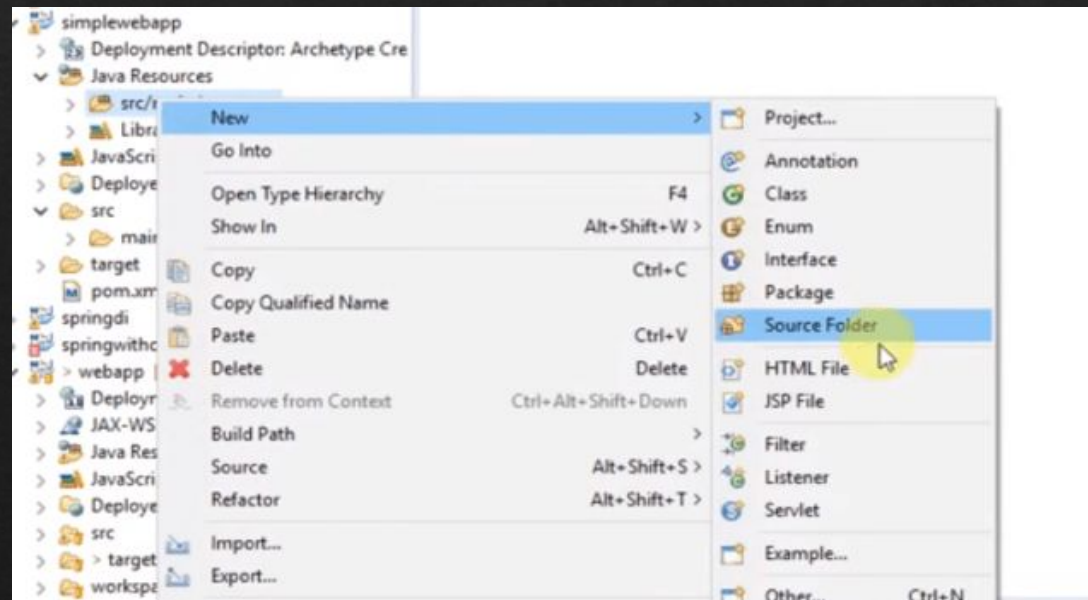 simplewebapp
Deployment Descriptor: Archetype Cre
Java Resources
src/
Libra
JavaScri
Deploye
src
main
target
pom.xm
springdi
springwithc
> webapp
Deployr
JAX-WS
Java Res
JavaScri
Deploye
src
> target
workspa
New
Go Into
Open Type Hierarchy F4
Show In Alt+Shift+W >
Copy Ctrl+C
Copy Qualified Name
Paste Ctrl+V
Delete Delete
Remove from Context Ctrl+Alt+Shift+Down
Build Path
Source Alt+Shift+S >
Refactor Alt+Shift+T >
Import...
Export...
Project...
Annotation
Class
Enum
Interface
Package
Source Folder
HTML File
JSP File
Filter
Listener
Servlet
Example...
Other... Ctrl+N